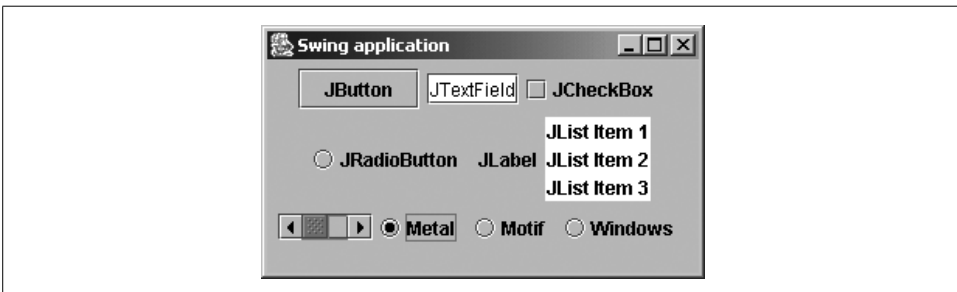 Swing application
JButton JTextField JCheckBox
JList Item 1
JRadioButton JLabel JList Item 2
JList Item 3
Metal Motif Windows